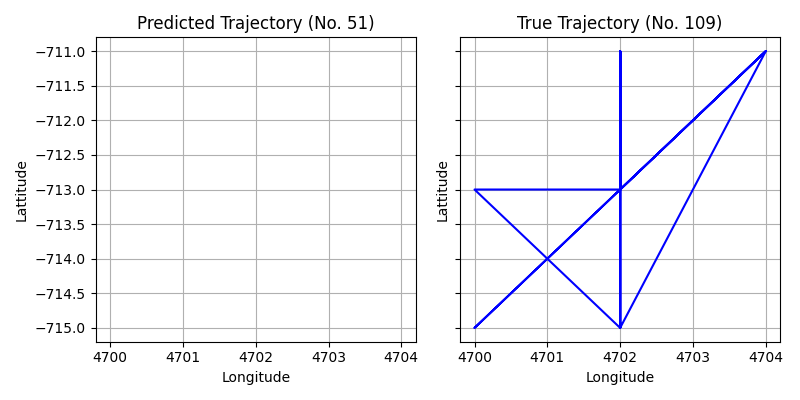 Predicted Trajectory (No. 51)
True Trajectory (No. 109)
Lattitude
−711.0
−711.5
−712.0
−712.5
−713.0
−713.5
−714.0
−714.5
−715.0
4700 4701 4702 4703 4704
Longitude
Lattitude
4700 4701 4702 4703 4704
Longitude